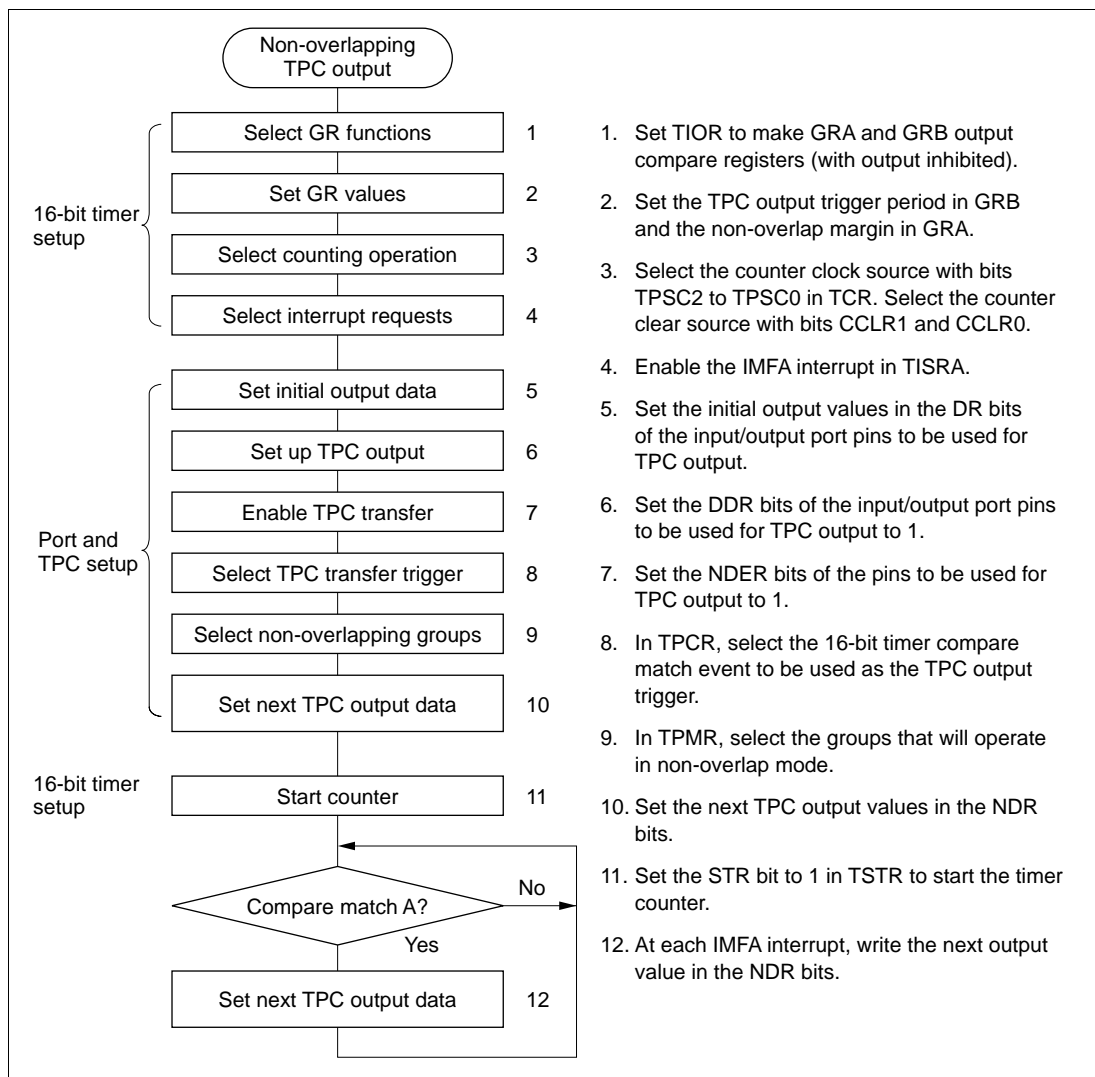 Non-overlapping
TPC output
16-bit timer
setup
Select GR functions 1
Set GR values 2
Select counting operation 3
Select interrupt requests 4
Port and
TPC setup
Set initial output data 5
Set up TPC output 6
Enable TPC transfer 7
Select TPC transfer trigger 8
Select non-overlapping groups 9
Set next TPC output data 10
16-bit timer
setup
Start counter 11
Compare match A?
No
Yes
Set next TPC output data 12
1. Set TIOR to make GRA and GRB output
compare registers (with output inhibited).
2. Set the TPC output trigger period in GRB
and the non-overlap margin in GRA.
3. Select the counter clock source with bits
TPSC2 to TPSC0 in TCR. Select the counter
clear source with bits CCLR1 and CCLR0.
4. Enable the IMFA interrupt in TISRA.
5. Set the initial output values in the DR bits
of the input/output port pins to be used for
TPC output.
6. Set the DDR bits of the input/output port pins
to be used for TPC output to 1.
7. Set the NDER bits of the pins to be used for
TPC output to 1.
8. In TPCR, select the 16-bit timer compare
match event to be used as the TPC output
trigger.
9. In TPMR, select the groups that will operate
in non-overlap mode.
10. Set the next TPC output values in the NDR
bits.
11. Set the STR bit to 1 in TSTR to start the timer
counter.
12. At each IMFA interrupt, write the next output
value in the NDR bits.